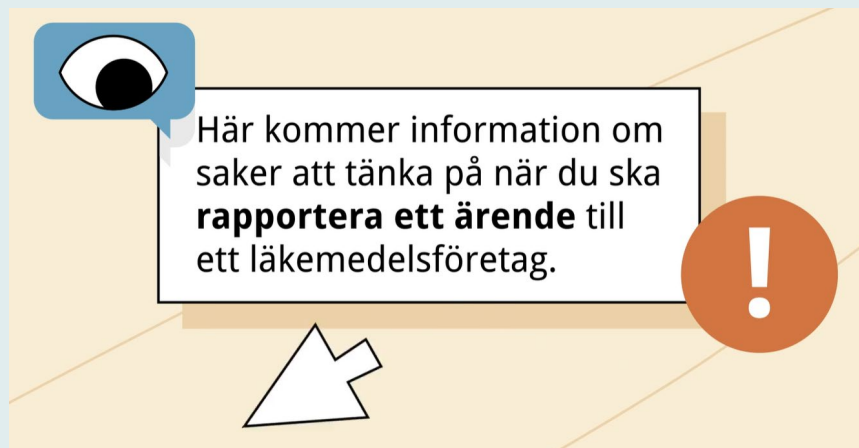 Här kommer information om
saker att tänka på när du ska
rapportera ett ärende till
ett läkemedelsföretag.
!